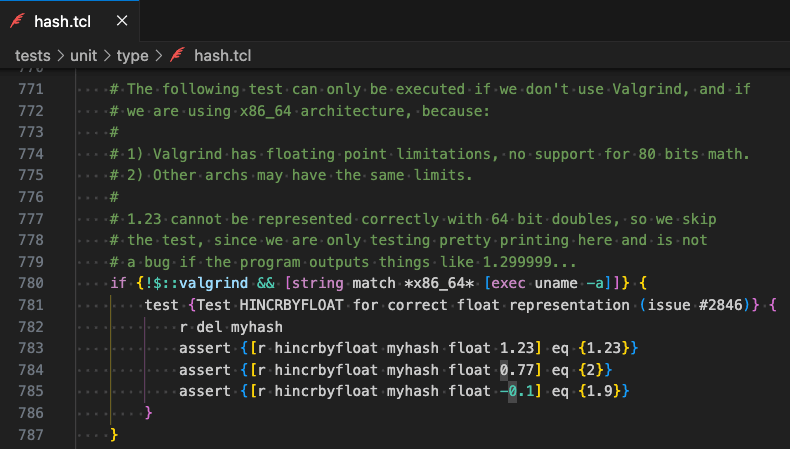 hash.tcl
tests > unit > type > hash.tcl
771 # The following test can only be executed if we don't use Valgrind, and if
772 # we are using x86_64 architecture, because:
773 #
774 # 1) Valgrind has floating point limitations, no support for 80 bits math.
775 # 2) Other archs may have the same limits.
776 #
777 # 1.23 cannot be represented correctly with 64 bit doubles, so we skip
778 # the test, since we are only testing pretty printing here and is not
779 # a bug if the program outputs things like 1.299999...
780 if {!$::valgrind && [string match *x86_64* [exec uname -a]]} {
781 test {Test HINCRBYFLOAT for correct float representation (issue #2846)} {
782 r del myhash
783 assert {[r hincrbyfloat myhash float 1.23] eq {1.23}}
784 assert {[r hincrbyfloat myhash float 0.77] eq {2}}
785 assert {[r hincrbyfloat myhash float -0.1] eq {1.9}}
786 }
787 }